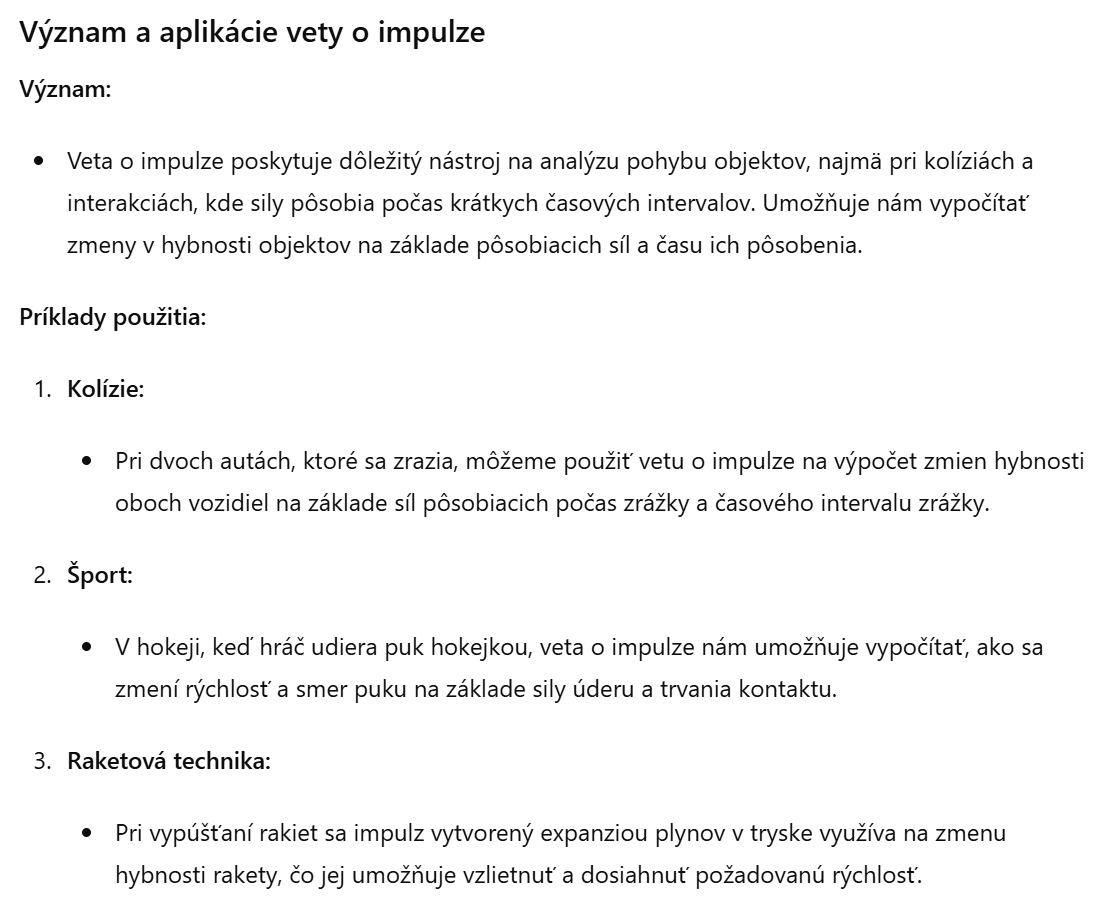 Význam a aplikácie vety o impulze
Význam:
• Veta o impulze poskytuje dôležitý nástroj na analýzu pohybu objektov, najmä pri kolíziách a
interakciách, kde sily pôsobia počas krátkych časových intervalov. Umožňuje nám vypočítať
zmeny v hybnosti objektov na základe pôsobiacich síl a času ich pôsobenia.
Príklady použitia:
1. Kolízie:
• Pri dvoch autách, ktoré sa zrazia, môžeme použiť vetu o impulze na výpočet zmien hybnosti
oboch vozidiel na základe síl pôsobiacich počas zrážky a časového intervalu zrážky.
2. Šport:
• V hokeji, keď hráč udiera puk hokejkou, veta o impulze nám umožňuje vypočítať, ako sa
zmení rýchlosť a smer puku na základe sily úderu a trvania kontaktu.
3. Raketová technika:
• Pri vypúšťaní rakiet sa impulz vytvorený expanziou plynov v tryske využíva na zmenu
hybnosti rakety, čo jej umožňuje vzlietnuť a dosiahnuť požadovanú rýchlosť.